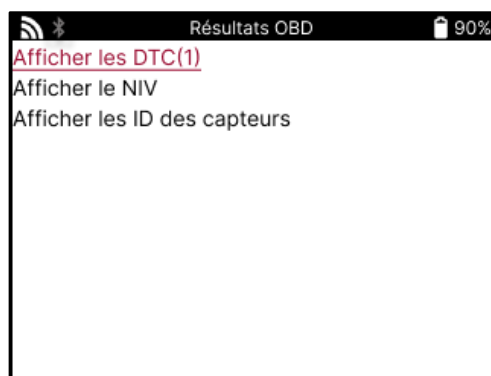 Résultats OBD 90%
Afficher les DTC(1)
Afficher le NIV
Afficher les ID des capteurs